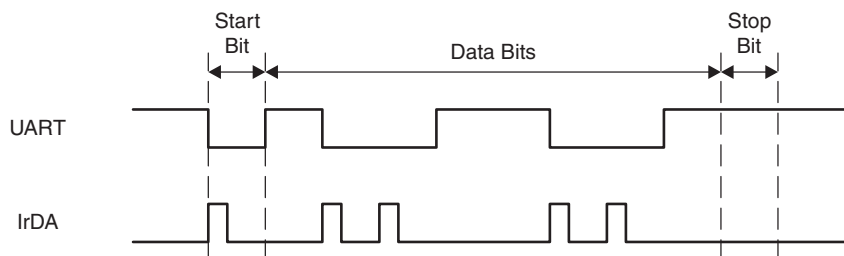 Start
Bit
Data Bits
Stop
Bit
UART
IrDA